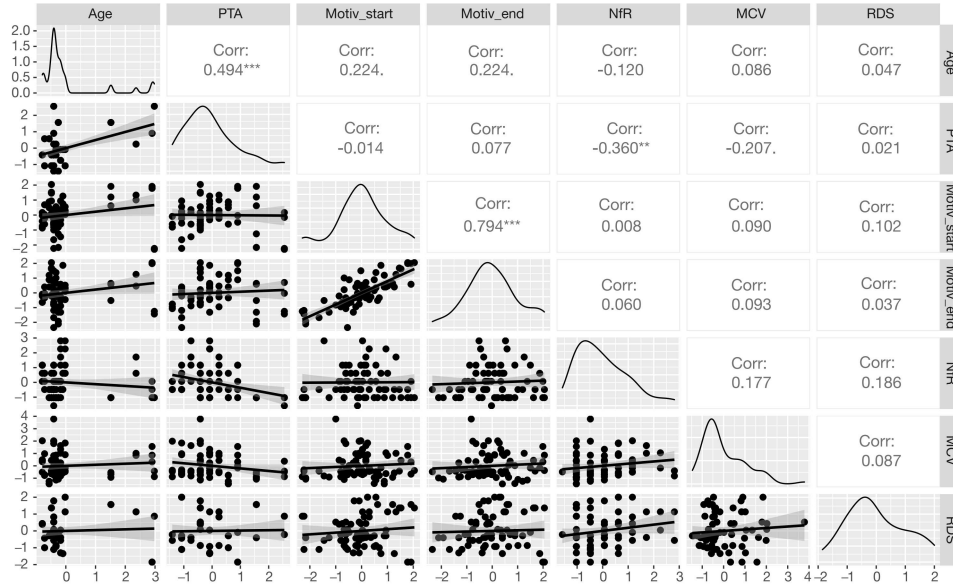 Age PTA Motiv_start Motiv_end NfR MCV RDS
2.0
1.5
1.0
0.5
0.0
Corr:
0.494***
Corr:
0.224.
Corr:
0.224.
Corr:
-0.120
Corr:
0.086
Corr:
0.047
Age
2
1
0
−1
Corr:
-0.014
Corr:
0.077
Corr:
-0.360**
Corr:
-0.207.
Corr:
0.021
PTA
2
1
0
−1
−2
Corr:
0.794***
Corr:
0.008
Corr:
0.090
Corr:
0.102
Motiv_start
2
1
0
−1
−2
Corr:
0.060
Corr:
0.093
Corr:
0.037
Motiv_end
3
2
1
0
−1
Corr:
0.177
Corr:
0.186
NfR
4
3
2
1
0
−1
Corr:
0.087
MCV
2
1
0
−1
−2
RDS
0 1 2 3
−1 0 1 2
−2 −1 0 1 2
−2 −1 0 1 2
−1 0 1 2 3
−1 0 1 2 3 4
−2 −1 0 1 2